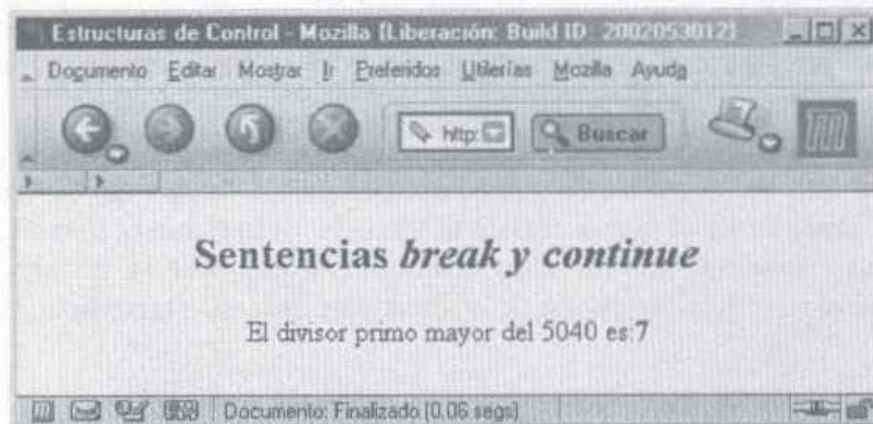 Estructuras de Control - Mozilla {Liberación: Build ID: 2002053012}
Documento Editar Mostrar Ir Preferidos Utilerías Mozilla Ayuda
http: Buscar
Sentencias break y continue
El divisor primo mayor del 5040 es:7
Documento: Finalizado (0.06 segs)